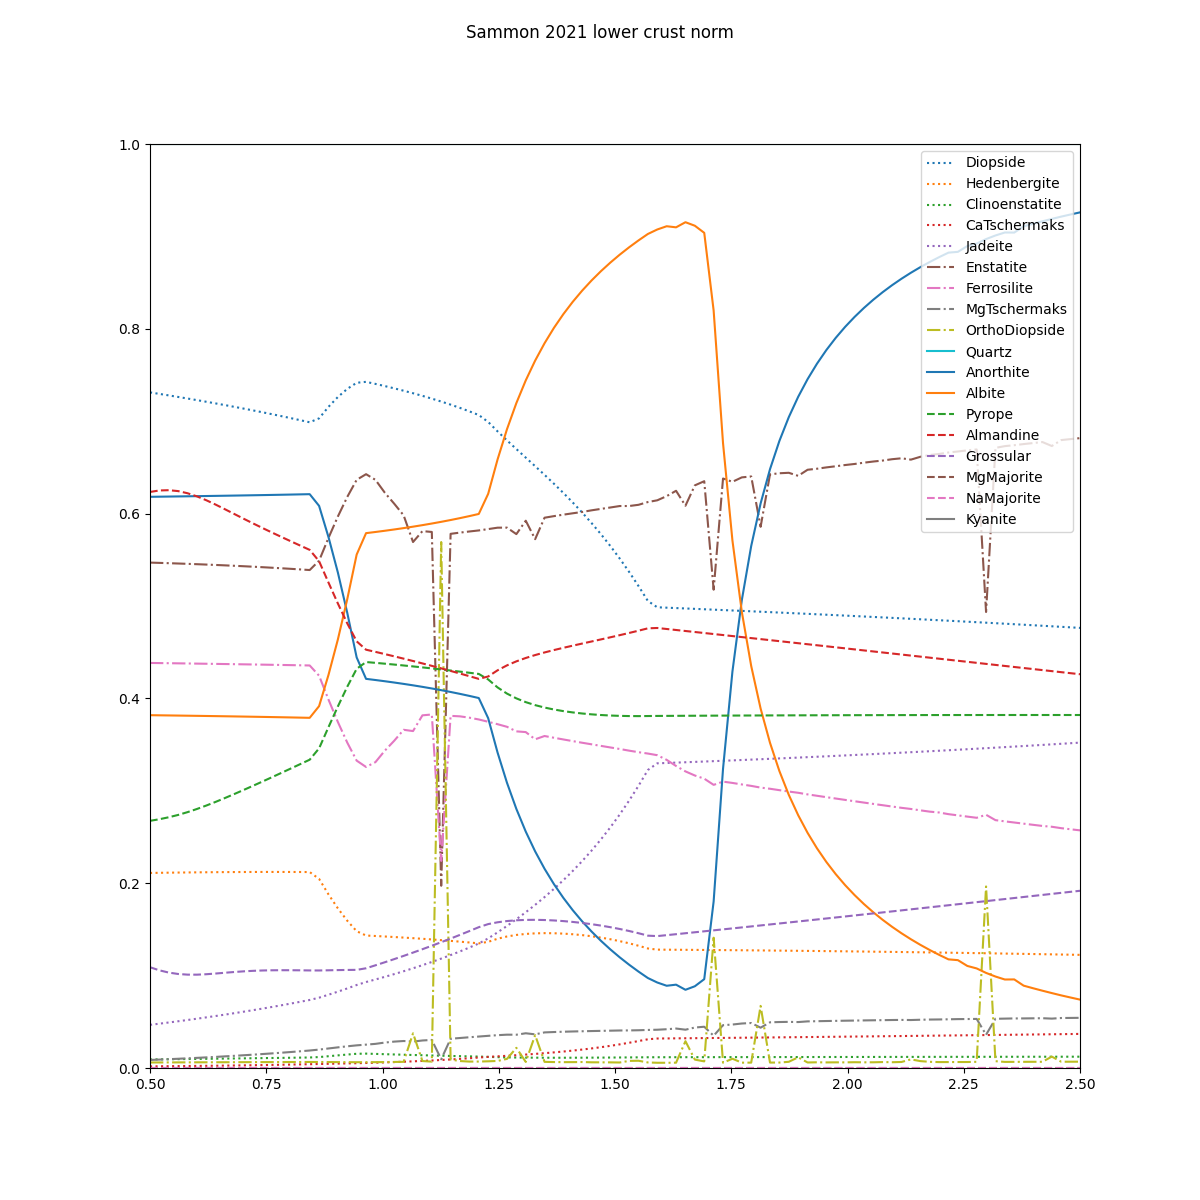 Sammon 2021 lower crust norm
1.0
0.8
0.6
0.4
0.2
0.0
0.50
0.75
1.00
1.25
1.50
1.75
2.00
2.25
2.50
Diopside
Hedenbergite
Clinoenstatite
CaTschermaks
Jadeite
Enstatite
Ferrosilite
MgTschermaks
OrthoDiopside
Quartz
Anorthite
Albite
Pyrope
Almandine
Grossular
MgMajorite
NaMajorite
Kyanite